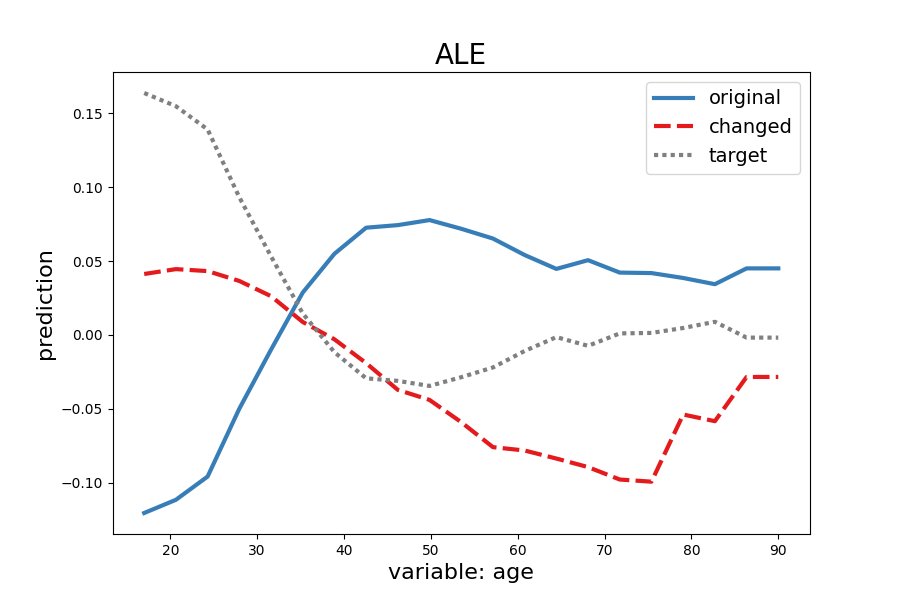 ALE
original
changed
target
0.15
0.10
0.05
0.00
−0.05
−0.10
prediction
20 30 40 50 60 70 80 90
variable: age